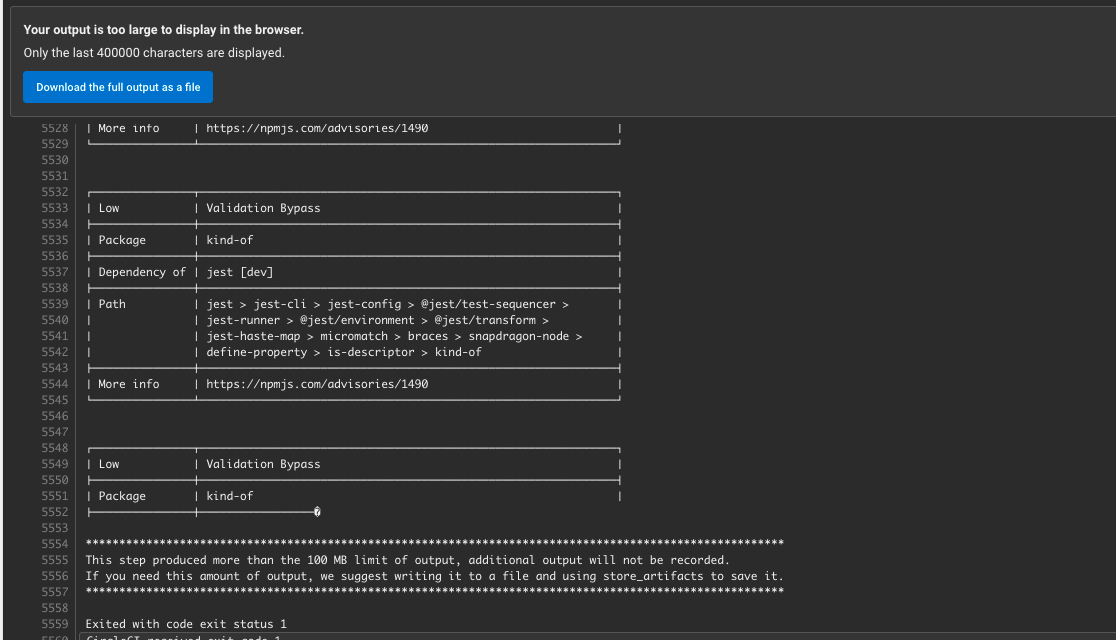 Your output is too large to display in the browser.
Only the last 400000 characters are displayed.
Download the full output as a file
5528 | More info | https://npmjs.com/advisories/1490 |
5529
5530
5531
5532
5533 | Low | Validation Bypass |
5534
5535 | Package | kind-of |
5536
5537 | Dependency of | jest [dev] |
5538
5539 | Path | jest > jest-cli > jest-config > @jest/test-sequencer > |
5540 | | jest-runner > @jest/environment > @jest/transform > |
5541 | | jest-haste-map > micromatch > braces > snapdragon-node > |
5542 | | define-property > is-descriptor > kind-of |
5543
5544 | More info | https://npmjs.com/advisories/1490 |
5545
5546
5547
5548
5549 | Low | Validation Bypass |
5550
5551 | Package | kind-of |
5552 �
5553
5554 ********************************************************************************************************
5555 This step produced more than the 100 MB limit of output, additional output will not be recorded.
5556 If you need this amount of output, we suggest writing it to a file and using store_artifacts to save it.
5557 ********************************************************************************************************
5558
5559 Exited with code exit status 1
5560 CircleCI received exit code 1